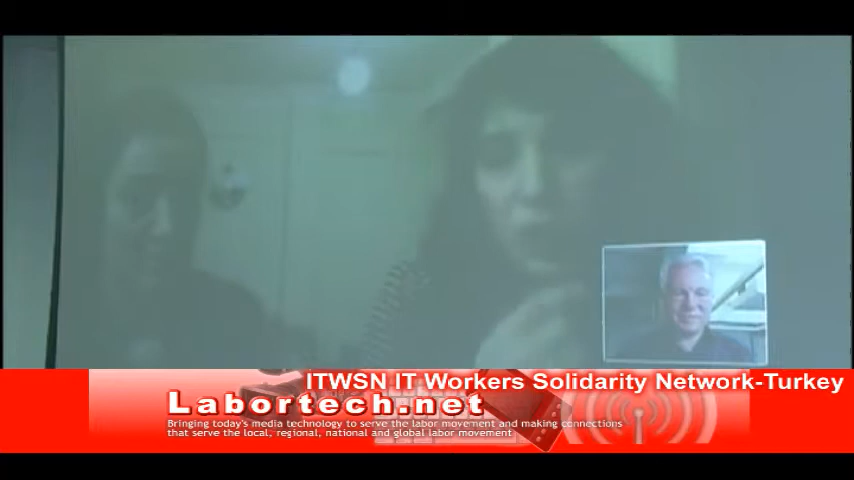 ITWSN IT Workers Solidarity Network-Turkey
Labortech.net
Bringing today's media technology to serve the labor movement and making connections
that serve the local, regional, national and global labor movement